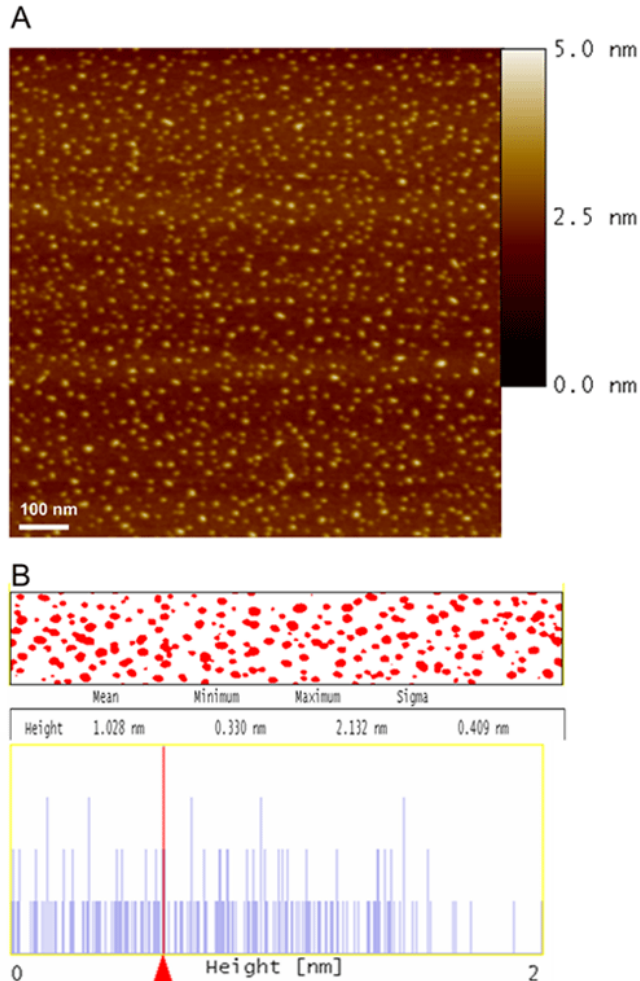 A
5.0 nm
2.5 nm
0.0 nm
100 nm
B
Mean Minimum Maximum Sigma
Height 1.028 nm 0.330 nm 2.132 nm 0.409 nm
0 Height [nm] 2